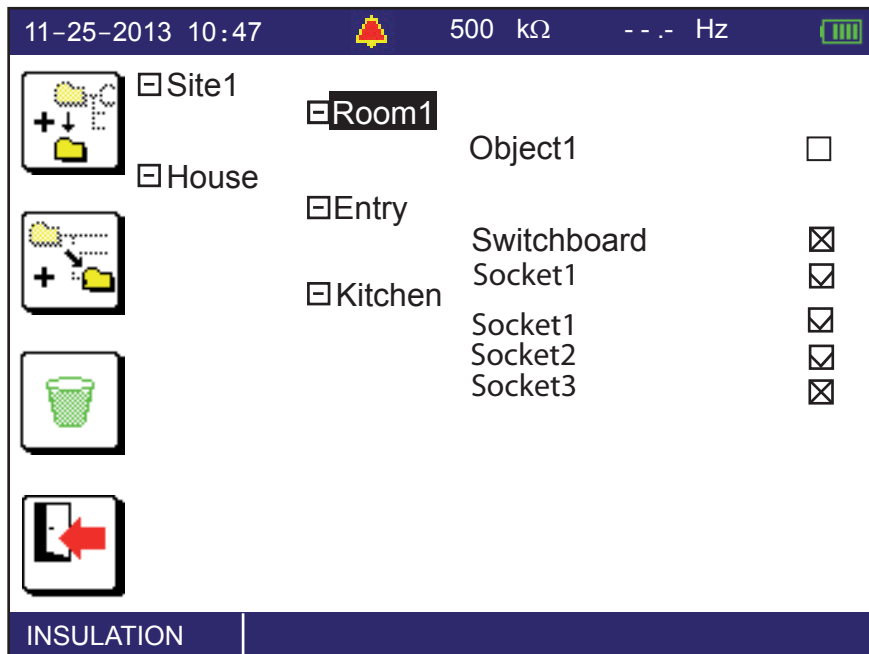 11-25-2013 10:47 500 kΩ - - .- Hz
Site1
Room1
Object1
House
Entry
Switchboard
Socket1
Kitchen
Socket1
Socket2
Socket3
INSULATION